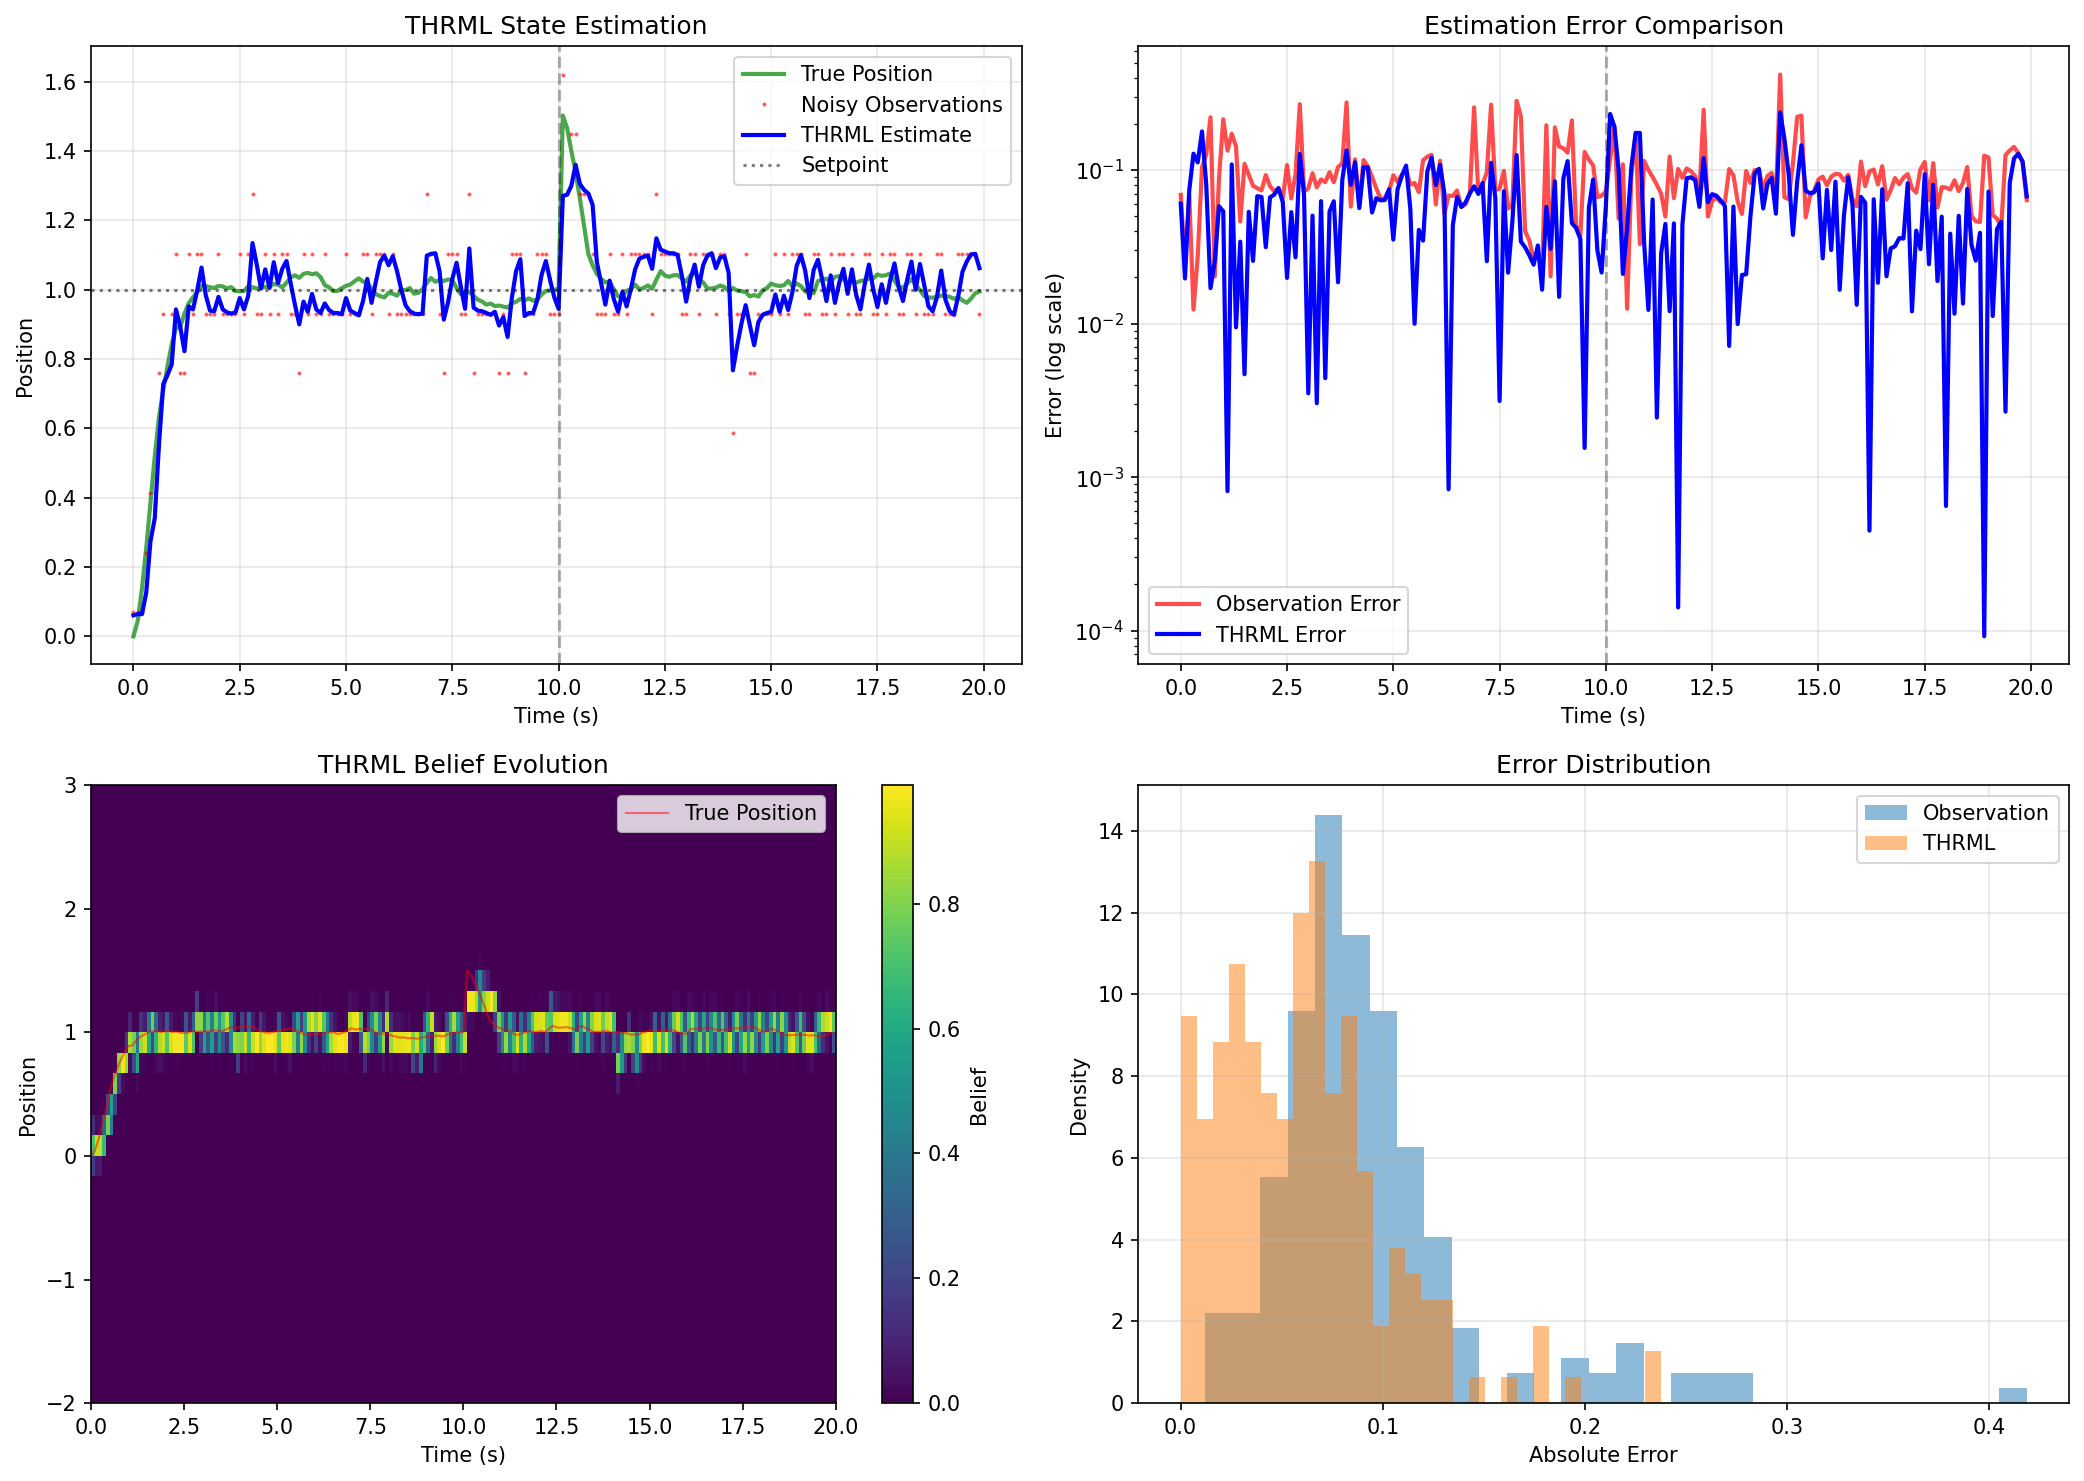 THRML State Estimation
Position
1.6
1.4
1.2
1.0
0.8
0.6
0.4
0.2
0.0
True Position
Noisy Observations
THRML Estimate
Setpoint
0.0 2.5 5.0 7.5 10.0 12.5 15.0 17.5 20.0
Time (s)
Estimation Error Comparison
Error (log scale)
10⁻¹
10⁻²
10⁻³
10⁻⁴
Observation Error
THRML Error
0.0 2.5 5.0 7.5 10.0 12.5 15.0 17.5 20.0
Time (s)
THRML Belief Evolution
Position
3
2
1
0
−1
−2
True Position
0.0 2.5 5.0 7.5 10.0 12.5 15.0 17.5 20.0
Time (s)
0.8
0.6
0.4
0.2
0.0
Belief
Error Distribution
Density
14
12
10
8
6
4
2
0
Observation
THRML
0.0 0.1 0.2 0.3 0.4
Absolute Error